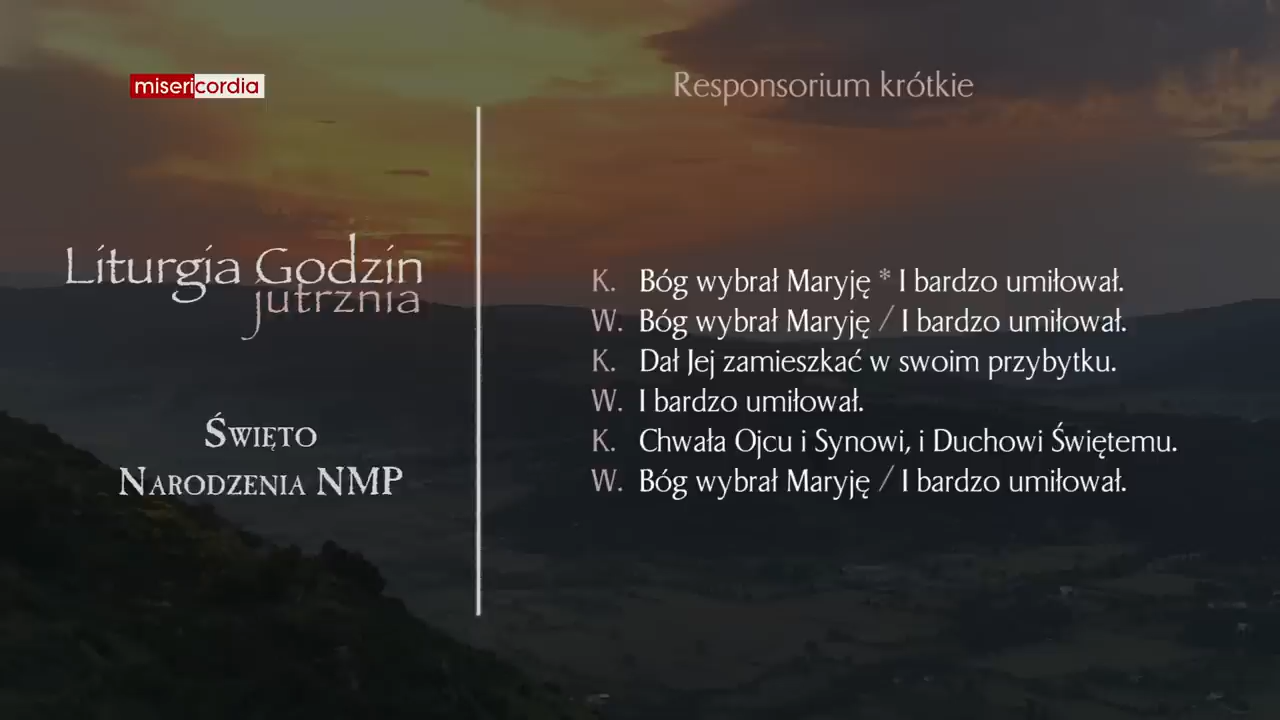 misericordia
Liturgia Godzin
jutrznia
Święto
Narodzenia NMP
Responsorium krótkie
K. Bóg wybrał Maryję * I bardzo umiłował.
W. Bóg wybrał Maryję / I bardzo umiłował.
K. Dał Jej zamieszkać w swoim przybytku.
W. I bardzo umiłował.
K. Chwała Ojcu i Synowi, i Duchowi Świętemu.
W. Bóg wybrał Maryję / I bardzo umiłował.